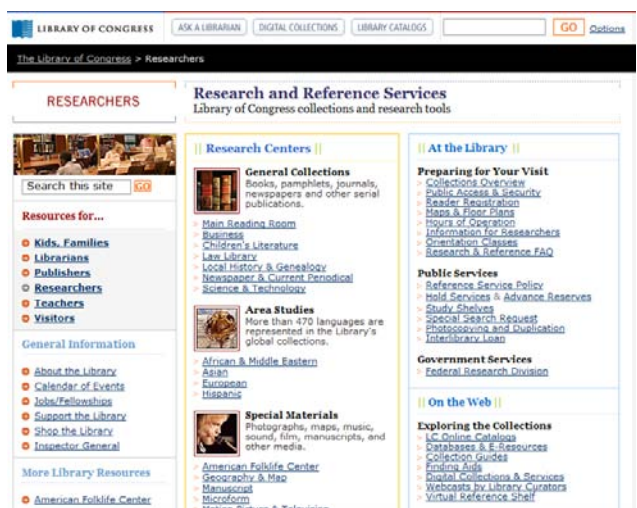 LIBRARY OF CONGRESS
ASK A LIBRARIAN
DIGITAL COLLECTIONS
LIBRARY CATALOGS
GO
Options
The Library of Congress > Researchers
RESEARCHERS
Research and Reference Services
Library of Congress collections and research tools
Search this site
GO
Resources for...
Kids, Families
Librarians
Publishers
Researchers
Teachers
Visitors
General Information
About the Library
Calendar of Events
Jobs/Fellowships
Support the Library
Shop the Library
Inspector General
More Library Resources
American Folklife Center
|| Research Centers ||
General Collections
Books, pamphlets, journals,
newspapers and other serial
publications.
Main Reading Room
Business
Children's Literature
Law Library
Local History & Genealogy
Newspaper & Current Periodical
Science & Technology
Area Studies
More than 470 languages are
represented in the Library's
global collections.
African & Middle Eastern
Asian
European
Hispanic
Special Materials
Photographs, maps, music,
sound, film, manuscripts, and
other media.
American Folklife Center
Geography & Map
Manuscript
Microform
Motion Picture & Television
|| At the Library ||
Preparing for Your Visit
Collections Overview
Public Access & Security
Reader Registration
Maps & Floor Plans
Hours of Operation
Information for Researchers
Orientation Classes
Research & Reference FAQ
Public Services
Reference Service Policy
Hold Services & Advance Reserves
Study Shelves
Special Search Request
Photocopying and Duplication
Interlibrary Loan
Government Services
Federal Research Division
|| On the Web ||
Exploring the Collections
LC Online Catalogs
Databases & E-Resources
Collection Guides
Finding Aids
Digital Collections & Services
Webcasts by Library Curators
Virtual Reference Shelf